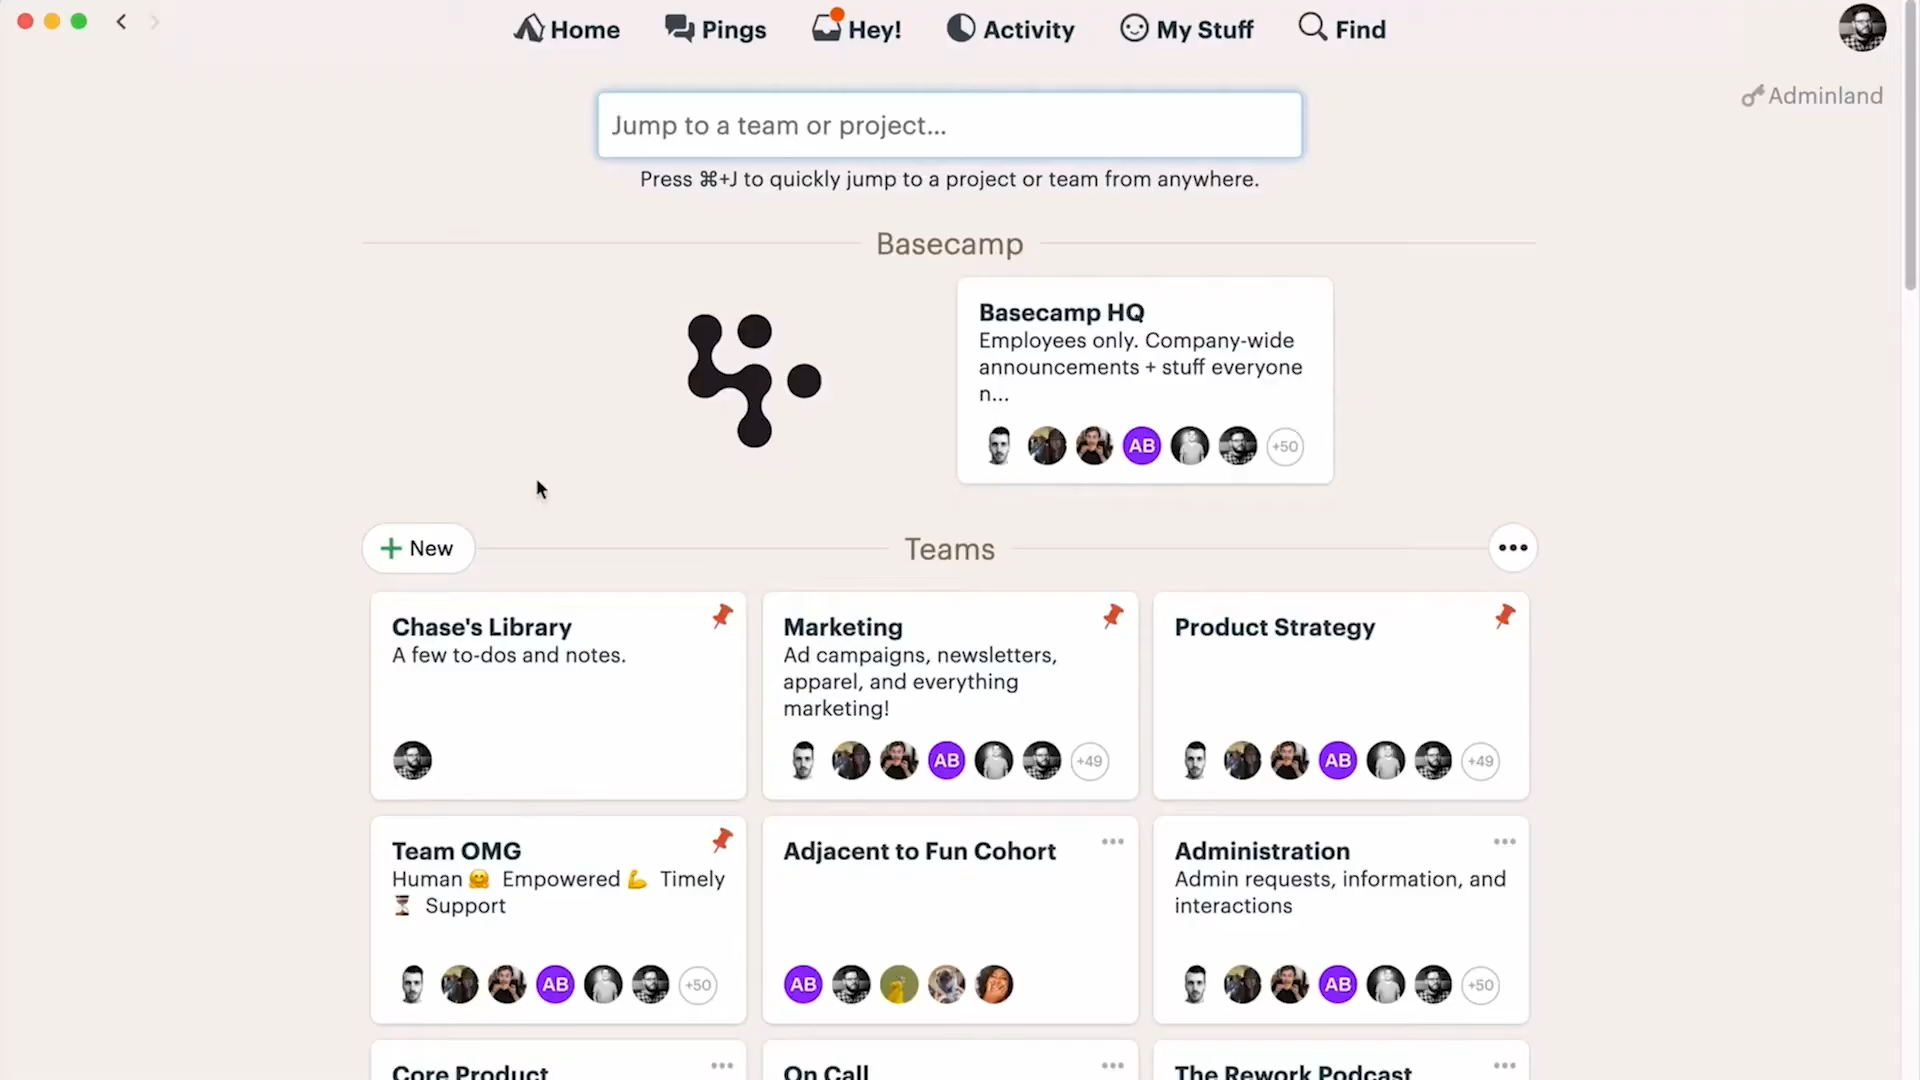 Home Pings Hey! Activity My Stuff Find
Adminland
Jump to a team or project...
Press ⌘+J to quickly jump to a project or team from anywhere.
Basecamp
Basecamp HQ
Employees only. Company-wide
announcements + stuff everyone
n...
AB +50
+ New
Teams
Chase's Library
A few to-dos and notes.
Marketing
Ad campaigns, newsletters,
apparel, and everything
marketing!
AB +49
Product Strategy
AB +49
Team OMG
Human 🤗 Empowered 💪 Timely
⏳ Support
AB +50
Adjacent to Fun Cohort
AB
Administration
Admin requests, information, and
interactions
AB +50
Core Product
On Call
The Rework Podcast